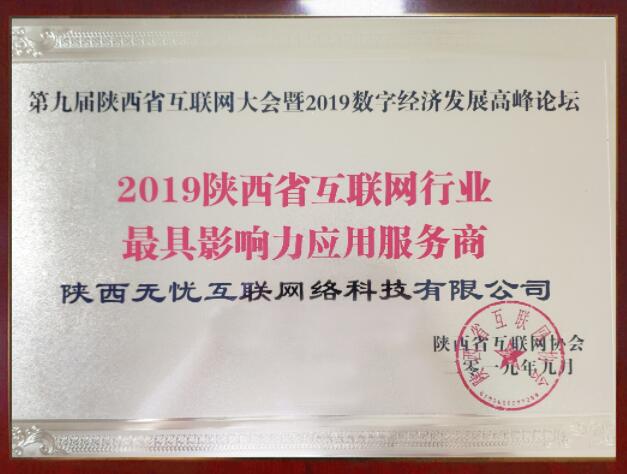 第九届陕西省互联网大会暨2019数字经济发展高峰论坛
2019陕西省互联网行业
最具影响力应用服务商
陕西无忧互联网络科技有限公司
陕西省互联网协会
二零一九年九月